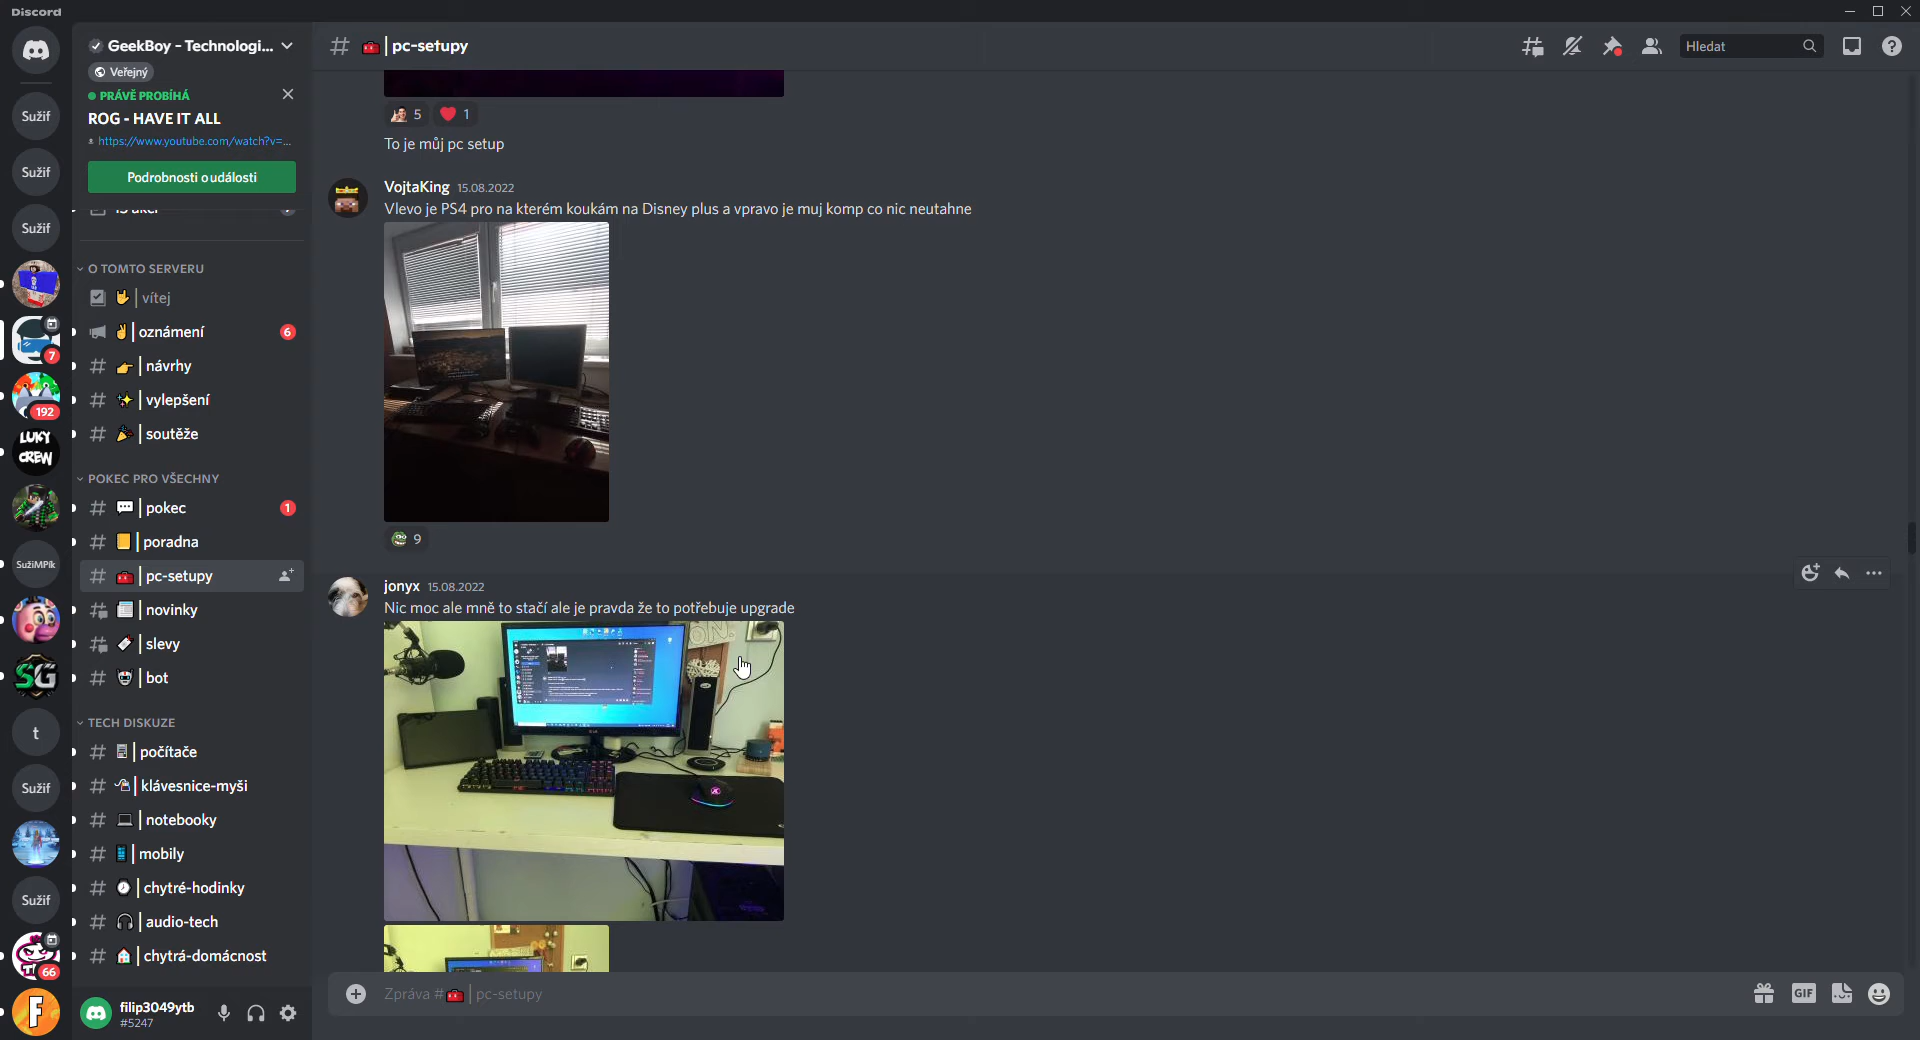 Discord
GeekBoy - Technologi...
Veřejný
PRÁVĚ PROBÍHÁ
ROG - HAVE IT ALL
https://www.youtube.com/watch?v=...
Podrobnosti o události
O TOMTO SERVERU
vítej
oznámení
6
návrhy
vylepšení
soutěže
POKEC PRO VŠECHNY
pokec
1
poradna
pc-setupy
novinky
slevy
bot
TECH DISKUZE
počítače
klávesnice-myši
notebooky
mobily
chytré-hodinky
audio-tech
chytrá-domácnost
filip3049ytb
#5247
Sužif
Sužif
Sužif
7
192
LUKY
CREW
SužiMPik
SG
t
Sužif
Sužif
66
F
# | pc-setupy
Hledat
5
1
To je můj pc setup
VojtaKing 15.08.2022
Vlevo je PS4 pro na kterém koukám na Disney plus a vpravo je muj komp co nic neutahne
9
jonyx 15.08.2022
Nic moc ale mně to stačí ale je pravda že to potřebuje upgrade
Zpráva # | pc-setupy
GIF